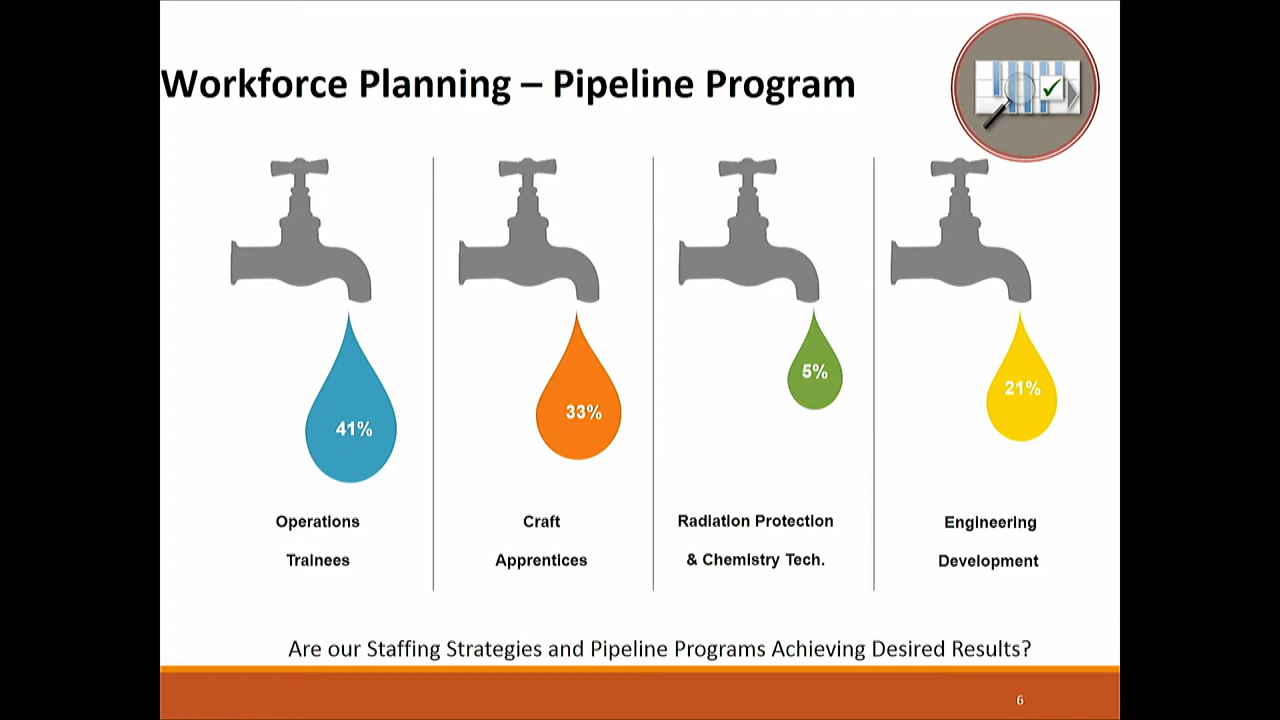 Workforce Planning – Pipeline Program
41%
33%
5%
21%
Operations
Trainees
Craft
Apprentices
Radiation Protection
& Chemistry Tech.
Engineering
Development
Are our Staffing Strategies and Pipeline Programs Achieving Desired Results?
6